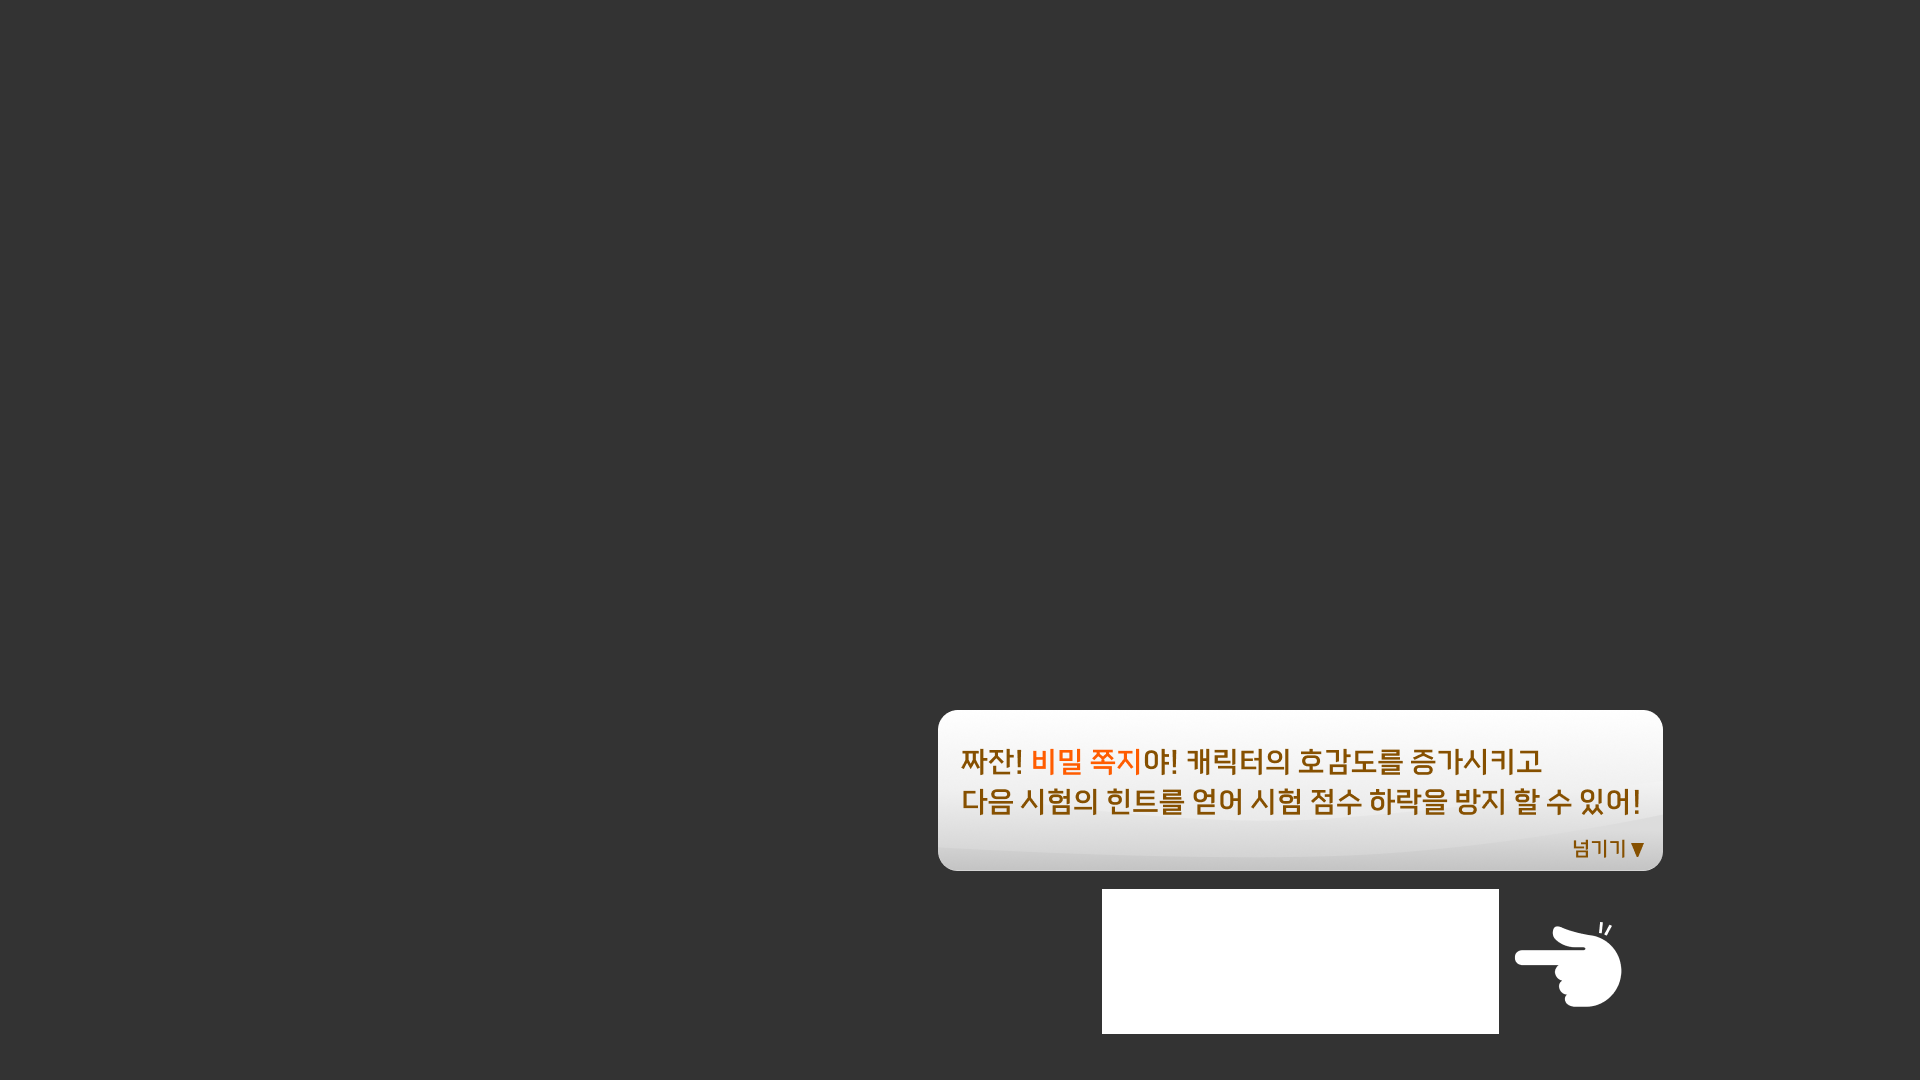 짜잔! 비밀 쪽지야! 캐릭터의 호감도를 증가시키고
다음 시험의 힌트를 얻어 시험 점수 하락을 방지 할 수 있어!
넘기기 ▼